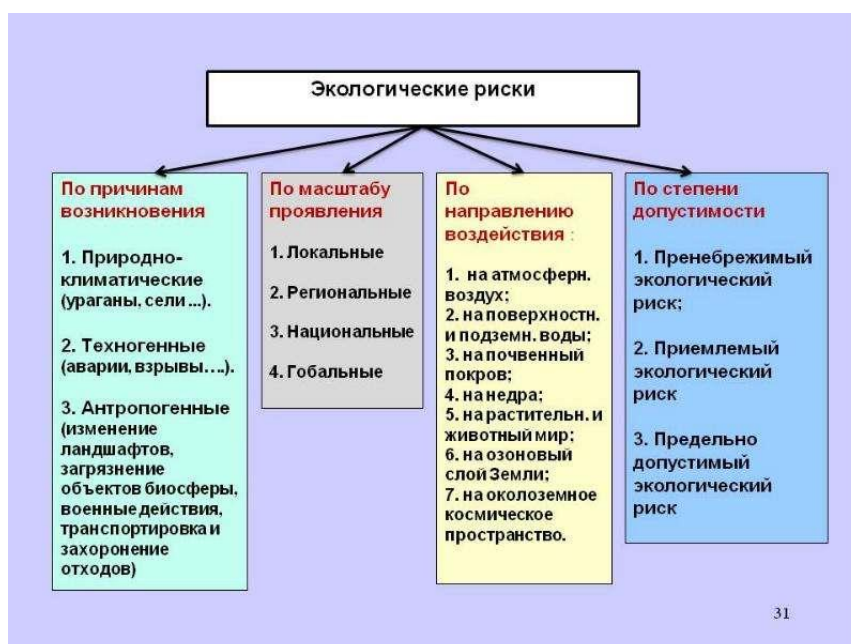 Экологические риски
По причинам
возникновения
1. Природно-
климатические
(ураганы, сели ...).
2. Техногенные
(аварии, взрывы....).
3. Антропогенные
(изменение
ландшафтов,
загрязнение
объектов биосферы,
военные действия,
транспортировка и
захоронение
отходов)
По масштабу
проявления
1. Локальные
2. Региональные
3. Национальные
4. Гобальные
По
направлению
воздействия :
1. на атмосферн.
воздух;
2. на поверхностн.
и подземн. воды;
3. на почвенный
покров;
4. на недра;
5. на растительн. и
животный мир;
6. на озоновый
слой Земли;
7. на околоземное
космическое
пространство.
По степени
допустимости
1. Пренебрежимый
экологический
риск;
2. Приемлемый
экологический
риск
3. Предельно
допустимый
экологический
риск
31